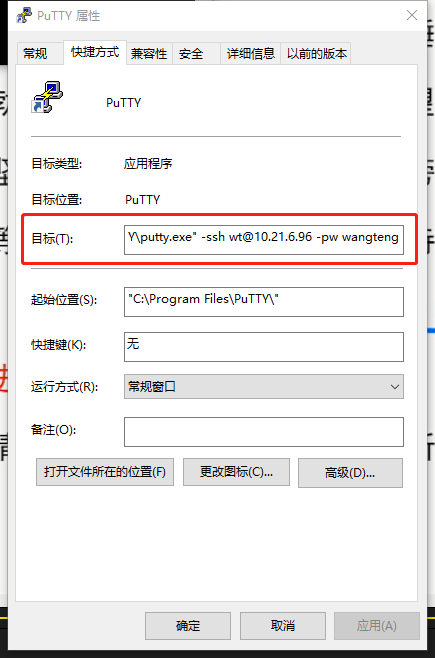 PuTTY 属性
常规 快捷方式 兼容性 安全 详细信息 以前的版本
PuTTY
目标类型: 应用程序
目标位置: PuTTY
目标(T): Y\putty.exe" -ssh wt@10.21.6.96 -pw wangteng
起始位置(S): "C:\Program Files\PuTTY\"
快捷键(K): 无
运行方式(R): 常规窗口
备注(O):
打开文件所在的位置(F) 更改图标(C)... 高级(D)...
确定 取消 应用(A)